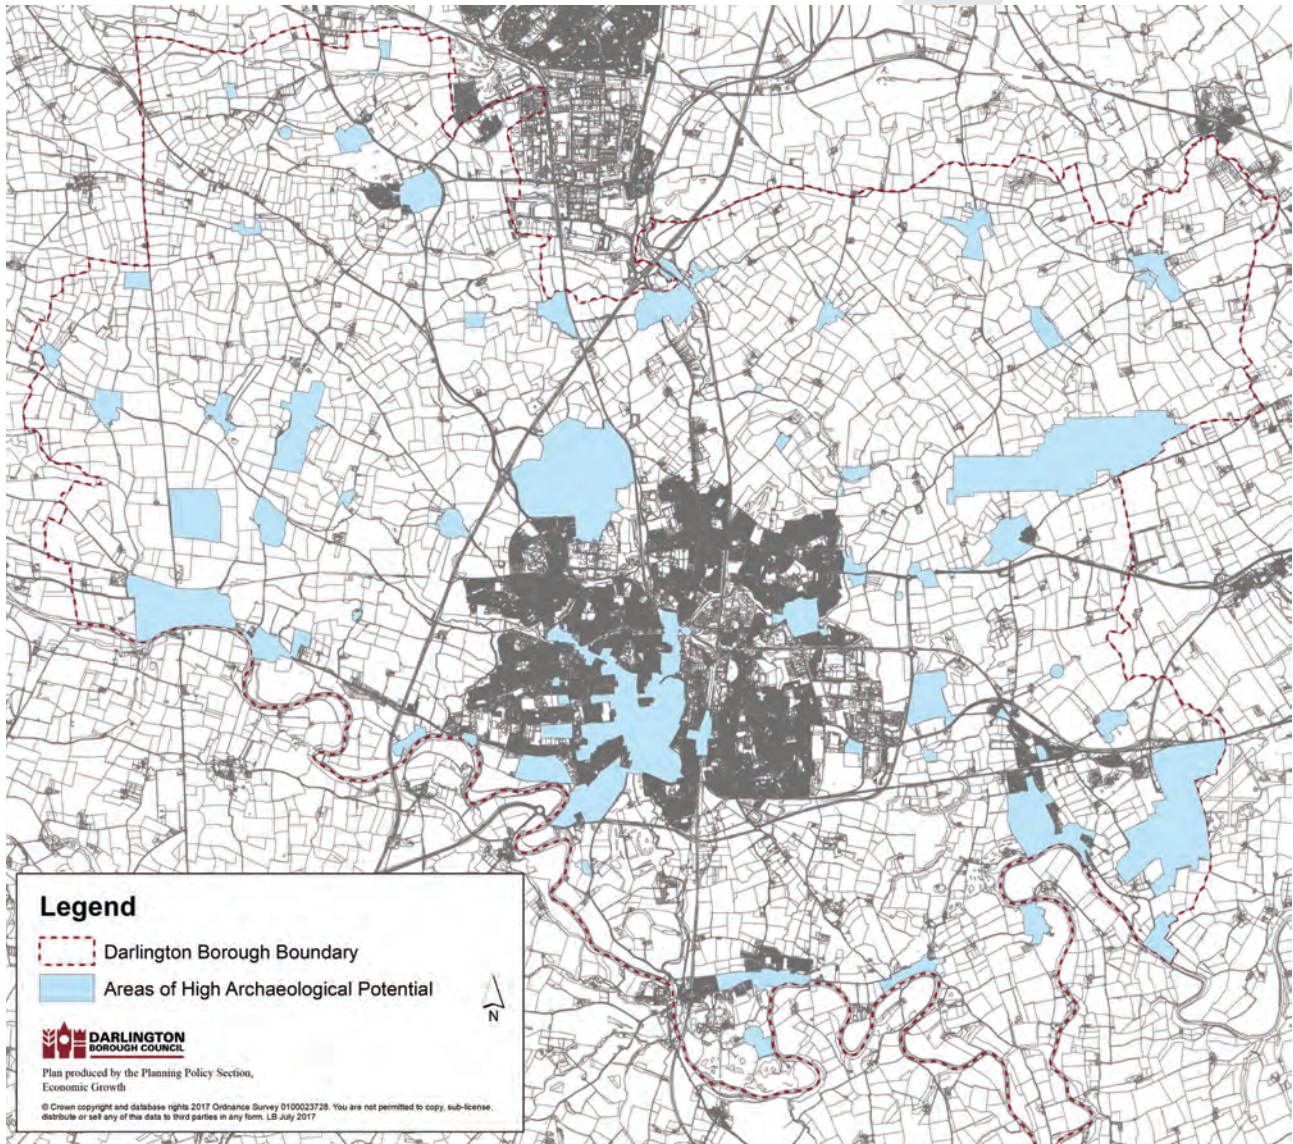 Legend
Darlington Borough Boundary
Areas of High Archaeological Potential
N
DARLINGTON
BOROUGH COUNCIL
Plan produced by the Planning Policy Section,
Economic Growth
© Crown copyright and database rights 2017 Ordnance Survey 0100023728. You are not permitted to copy, sub-license,
distribute or sell any of this data to third parties in any form. LB July 2017